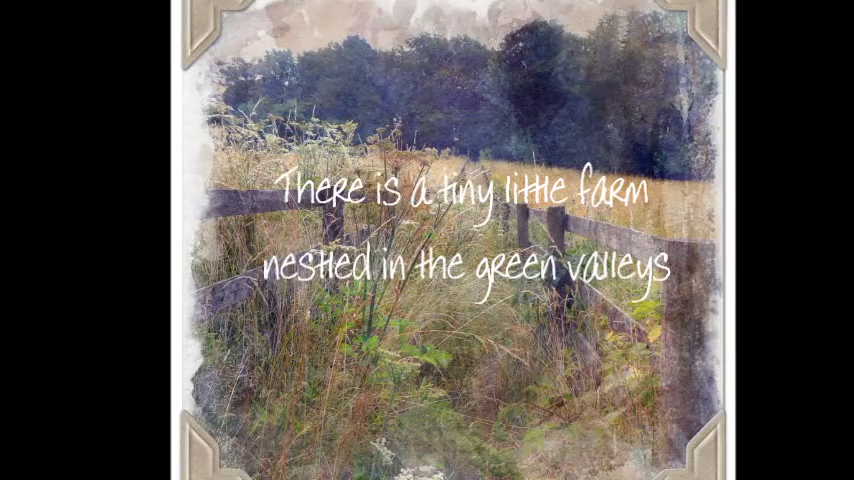 There is a tiny little farm
nestled in the green valleys